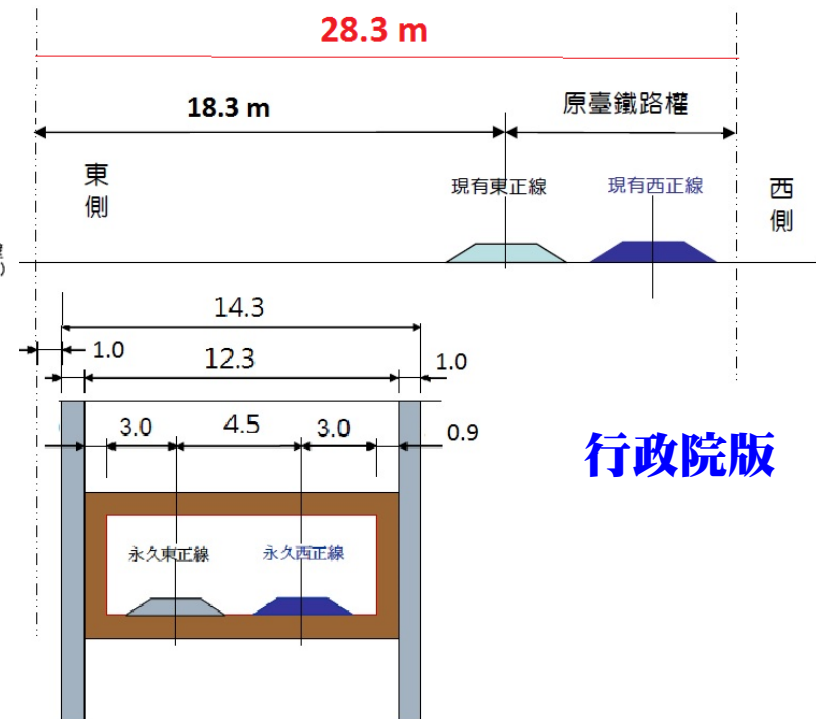 28.3 m
18.3 m
原臺鐵路權
東側
現有東正線
現有西正線
西側
14.3
1.0
12.3
1.0
3.0
4.5
3.0
0.9
行政院版
永久東正線
永久西正線